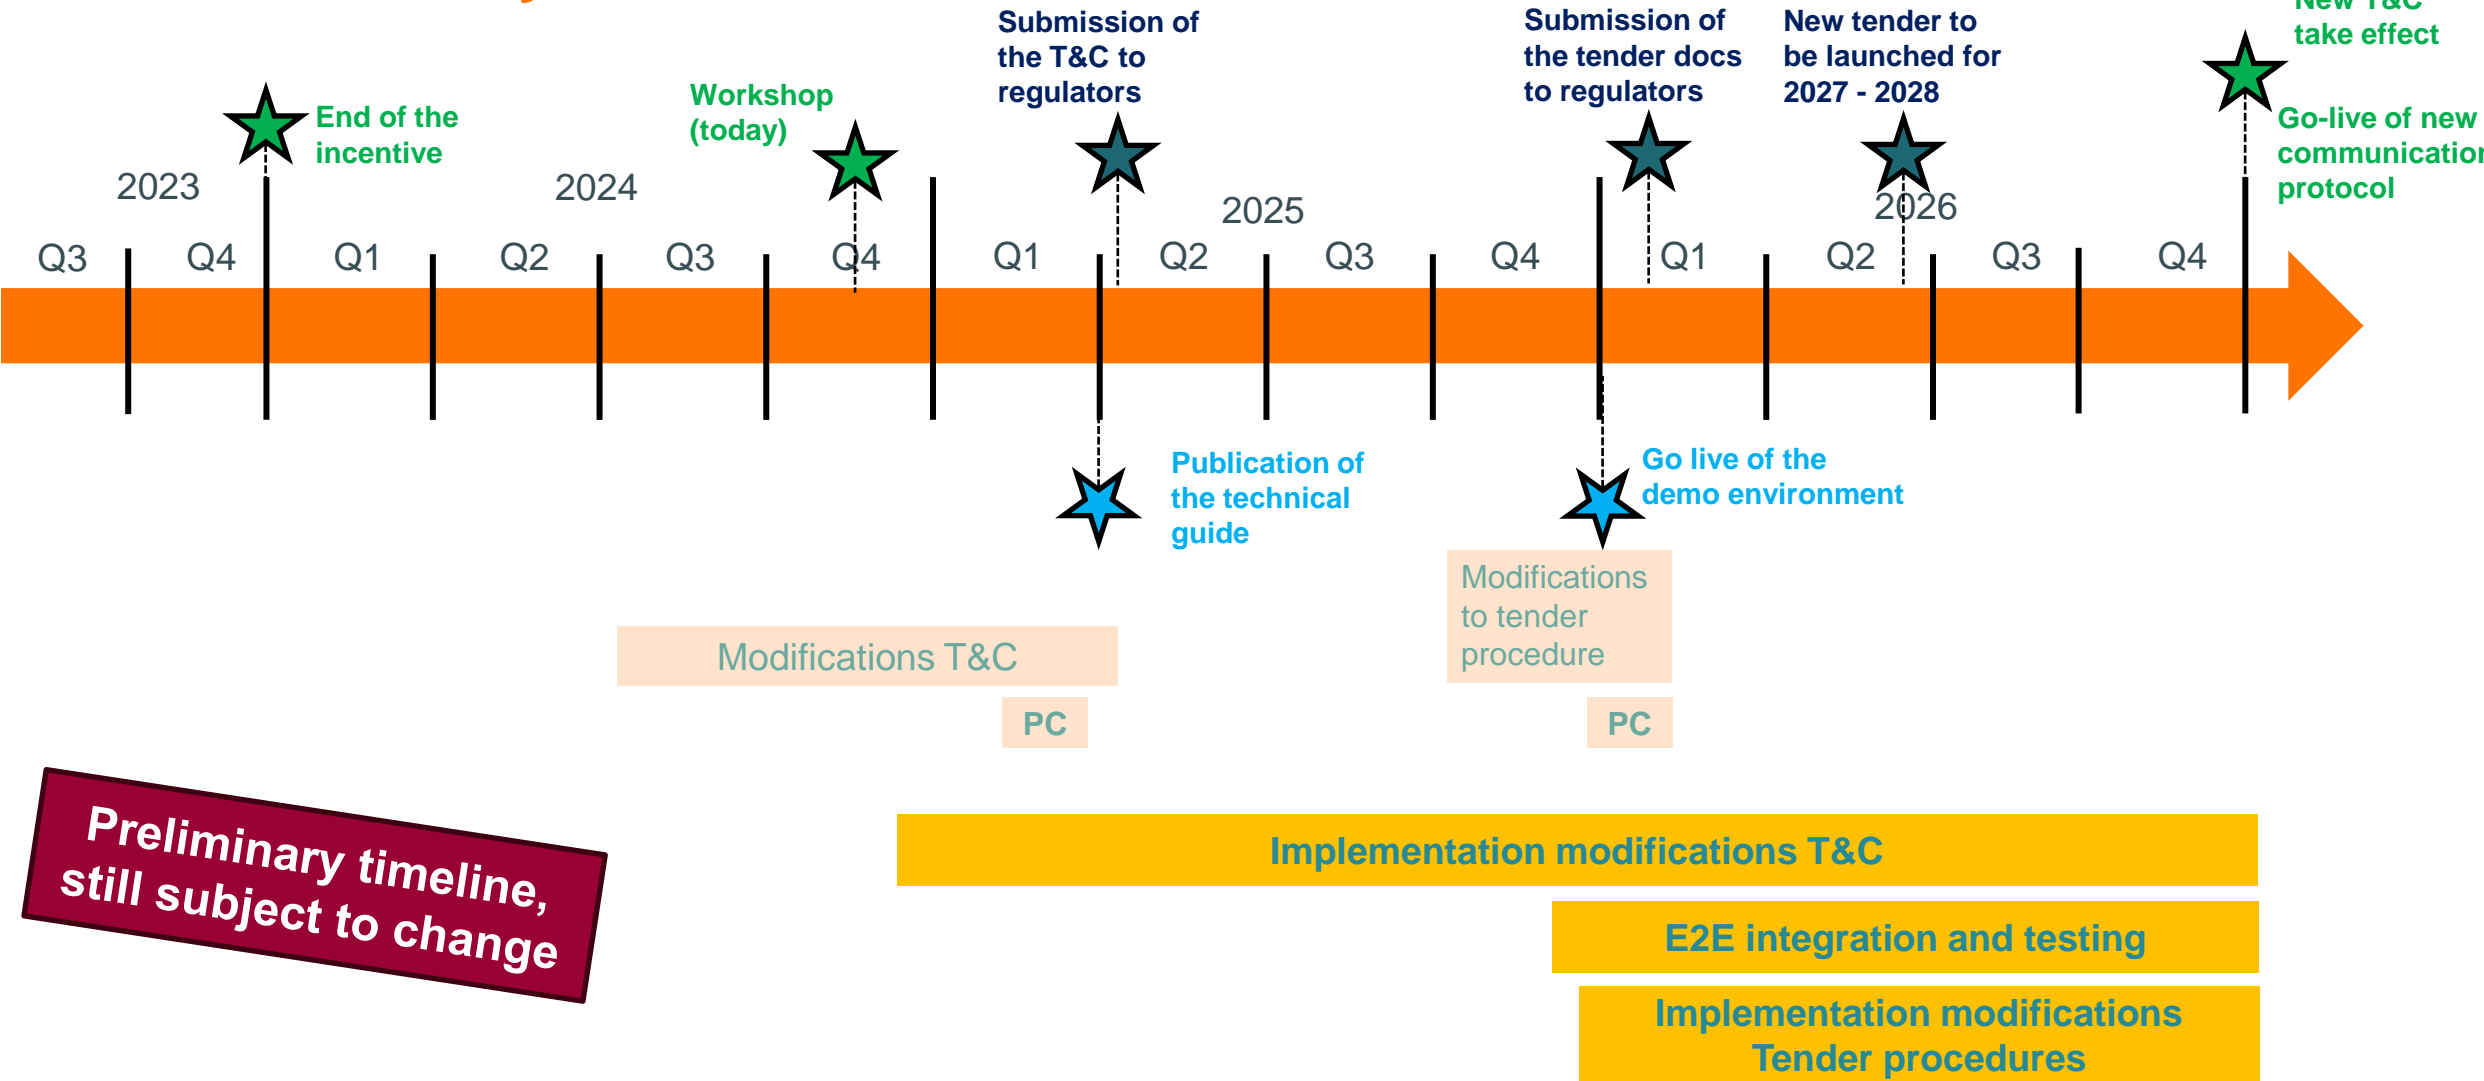 Submission of
the T&C to
regulators
Submission of
the tender docs
to regulators
New tender to
be launched for
2027 - 2028
New T&C
take effect
Workshop
(today)
End of the
incentive
Go-live of new
communication
protocol
2023
2024
2025
2026
Q3
Q4
Q1
Q2
Q3
Q4
Q1
Q2
Q3
Q4
Q1
Q2
Q3
Q4
Publication of
the technical
guide
Go live of the
demo environment
Modifications
to tender
procedure
Modifications T&C
PC
PC
Preliminary timeline,
still subject to change
Implementation modifications T&C
E2E integration and testing
Implementation modifications
Tender procedures